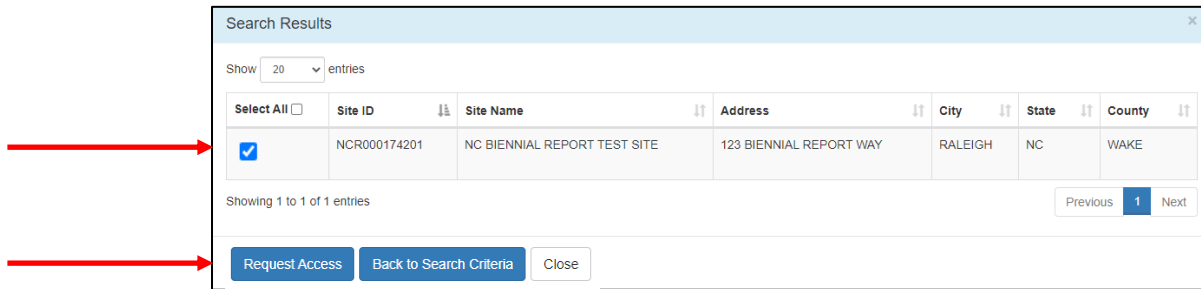 Search Results ×
Show 20 entries
Select All Site ID Site Name Address City State County
NCR000174201 NC BIENNIAL REPORT TEST SITE 123 BIENNIAL REPORT WAY RALEIGH NC WAKE
Showing 1 to 1 of 1 entries Previous 1 Next
Request Access Back to Search Criteria Close